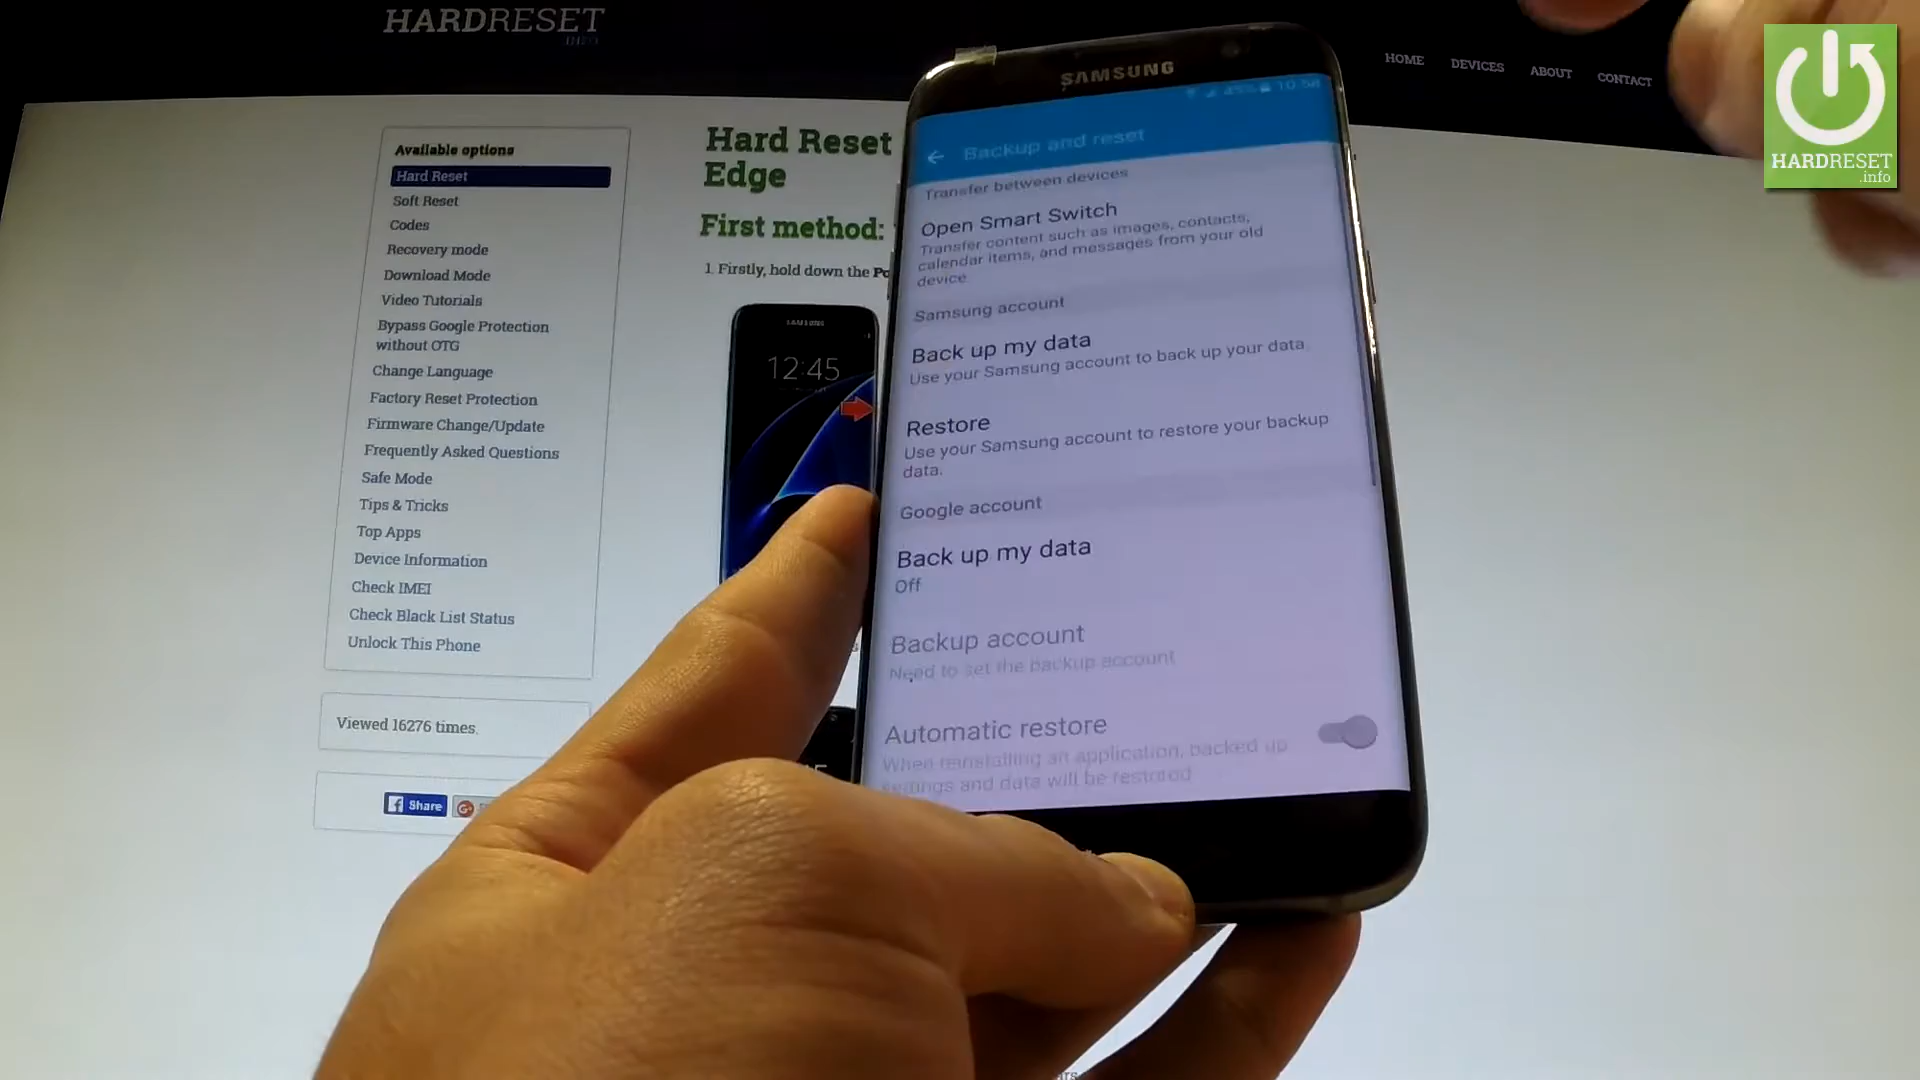 HARDRESET
.INFO
HOME DEVICES ABOUT CONTACT
HARDRESET
.info
Available options
Hard Reset
Soft Reset
Codes
Recovery mode
Download Mode
Video Tutorials
Bypass Google Protection
without OTG
Change Language
Factory Reset Protection
Firmware Change/Update
Frequently Asked Questions
Safe Mode
Tips & Tricks
Top Apps
Device Information
Check IMEI
Check Black List Status
Unlock This Phone
Viewed 16276 times.
Share
Hard Reset
Edge
First method:
1. Firstly, hold down the
SAMSUNG
12:45
SAMSUNG
45% 10:58
Backup and reset
Transfer between devices
Open Smart Switch
Transfer content such as images, contacts,
calendar items, and messages from your old
device.
Samsung account
Back up my data
Use your Samsung account to back up your data.
Restore
Use your Samsung account to restore your backup
data.
Google account
Back up my data
Off
Backup account
Need to set the backup account
Automatic restore
When reinstalling an application, backed up
settings and data will be restored